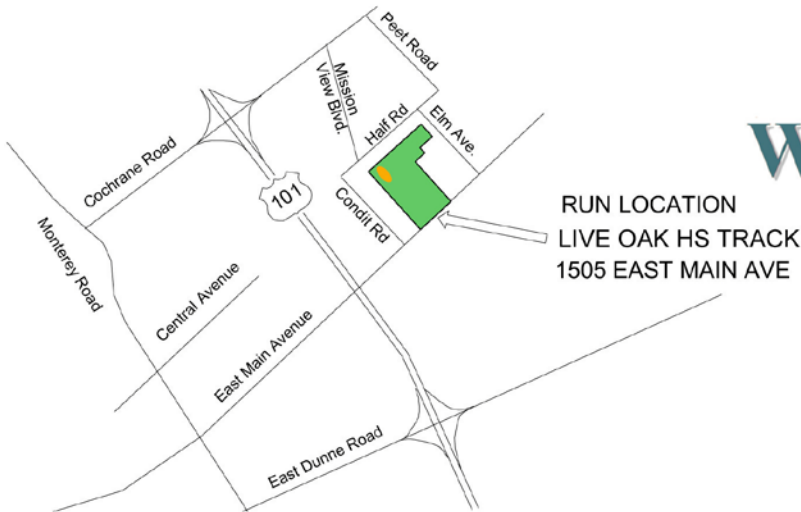 Peet Road
Mission
View Blvd.
Half Rd
Elm Ave.
Cochrane Road
101
Condit Rd
Monterey Road
Central Avenue
East Main Avenue
East Dunne Road
W
RUN LOCATION
LIVE OAK HS TRACK
1505 EAST MAIN AVE